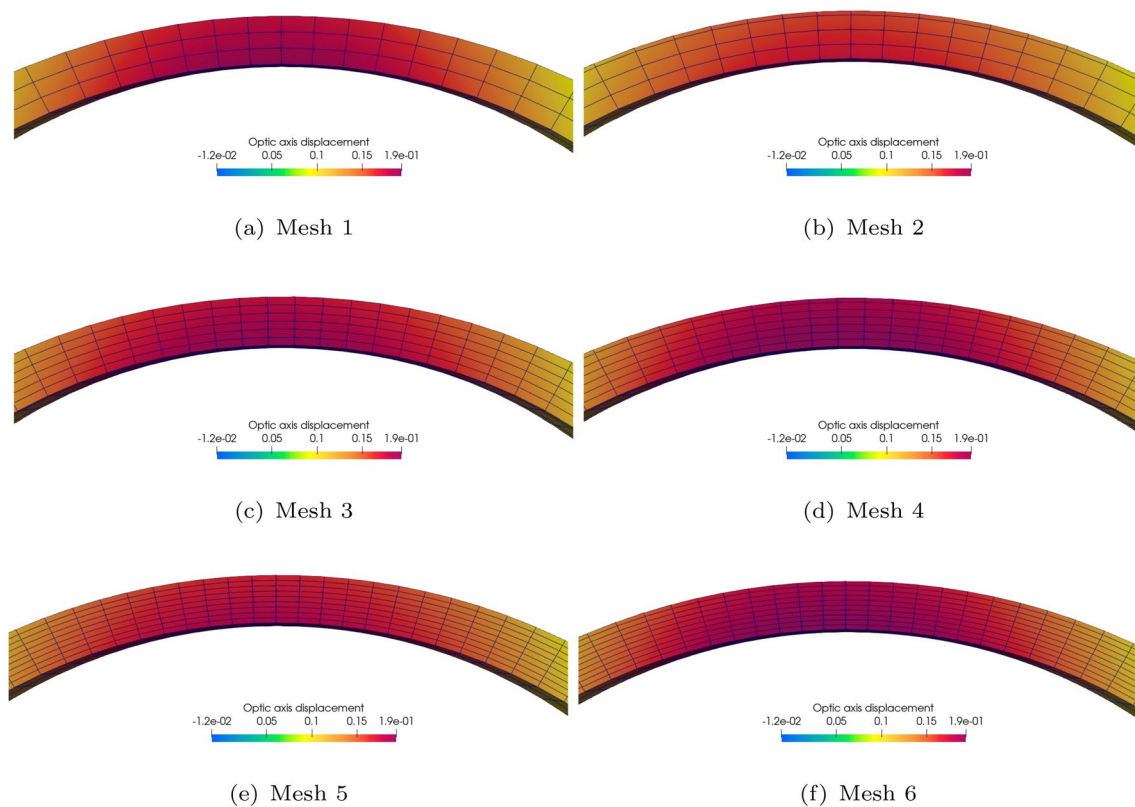 Optic axis displacement
-1.2e-02 0.05 0.1 0.15 1.9e-01
Optic axis displacement
-1.2e-02 0.05 0.1 0.15 1.9e-01
(a) Mesh 1
(b) Mesh 2
Optic axis displacement
-1.2e-02 0.05 0.1 0.15 1.9e-01
Optic axis displacement
-1.2e-02 0.05 0.1 0.15 1.9e-01
(c) Mesh 3
(d) Mesh 4
Optic axis displacement
-1.2e-02 0.05 0.1 0.15 1.9e-01
Optic axis displacement
-1.2e-02 0.05 0.1 0.15 1.9e-01
(e) Mesh 5
(f) Mesh 6